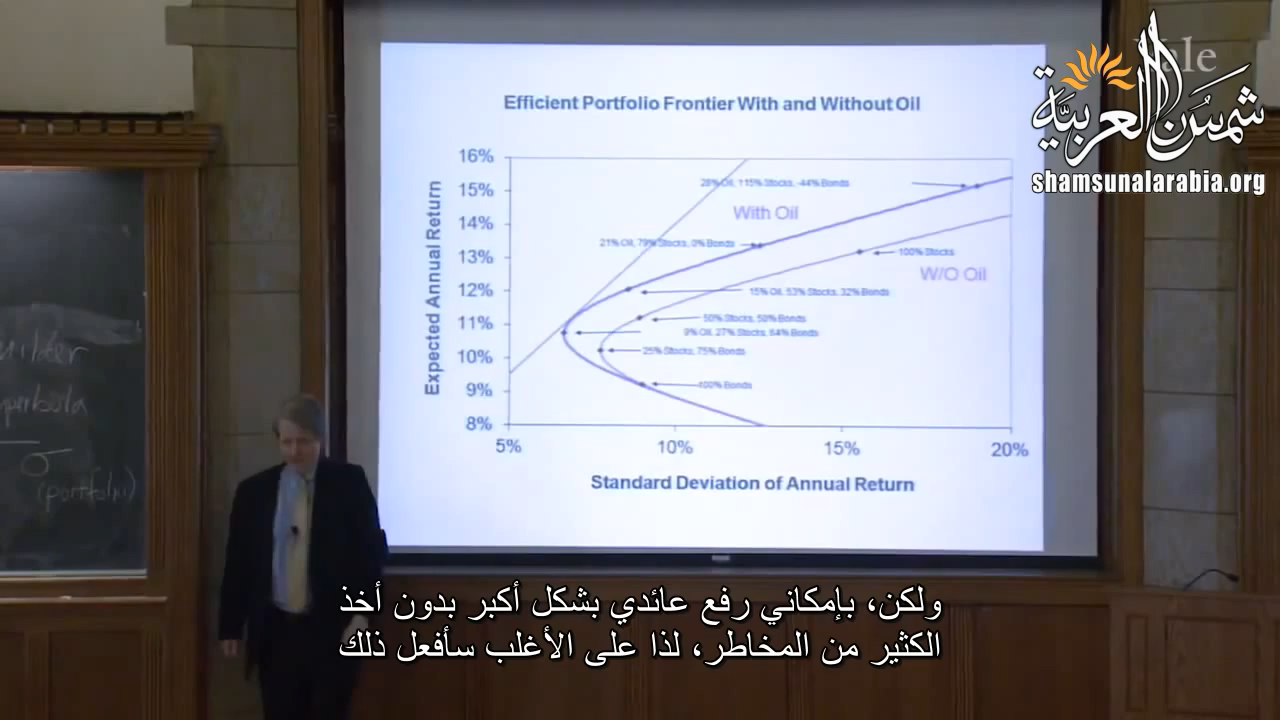 Yale
شمس العربية
shamsunalarabia.org
Efficient Portfolio Frontier With and Without Oil
Expected Annual Return
16%
15%
14%
13%
12%
11%
10%
9%
8%
28% Oil, 115% Stocks, -44% Bonds
With Oil
21% Oil, 79% Stocks, 0% Bonds
100% Stocks
W/O Oil
15% Oil, 53% Stocks, 32% Bonds
50% Stocks, 50% Bonds
9% Oil, 27% Stocks, 64% Bonds
25% Stocks, 75% Bonds
100% Bonds
5%
10%
15%
20%
Standard Deviation of Annual Return
σ
(portfolio)
ولكن، بإمكاني رفع عائدي بشكل أكبر بدون أخذ
الكثير من المخاطر، لذا على الأغلب سأفعل ذلك